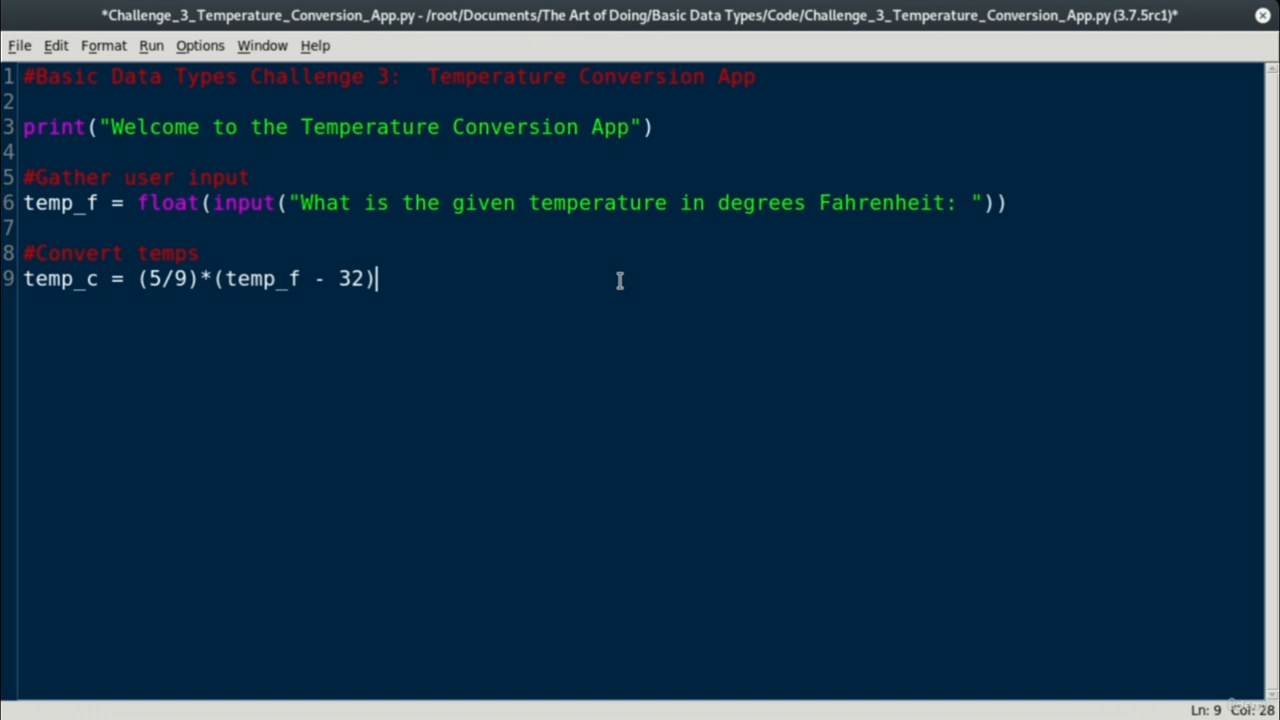 *Challenge_3_Temperature_Conversion_App.py - /root/Documents/The Art of Doing/Basic Data Types/Code/Challenge_3_Temperature_Conversion_App.py (3.7.5rc1)*
File Edit Format Run Options Window Help
1 #Basic Data Types Challenge 3:  Temperature Conversion App
2
3 print("Welcome to the Temperature Conversion App")
4
5 #Gather user input
6 temp_f = float(input("What is the given temperature in degrees Fahrenheit: "))
7
8 #Convert temps
9 temp_c = (5/9)*(temp_f - 32)
Ln: 9 Col: 28